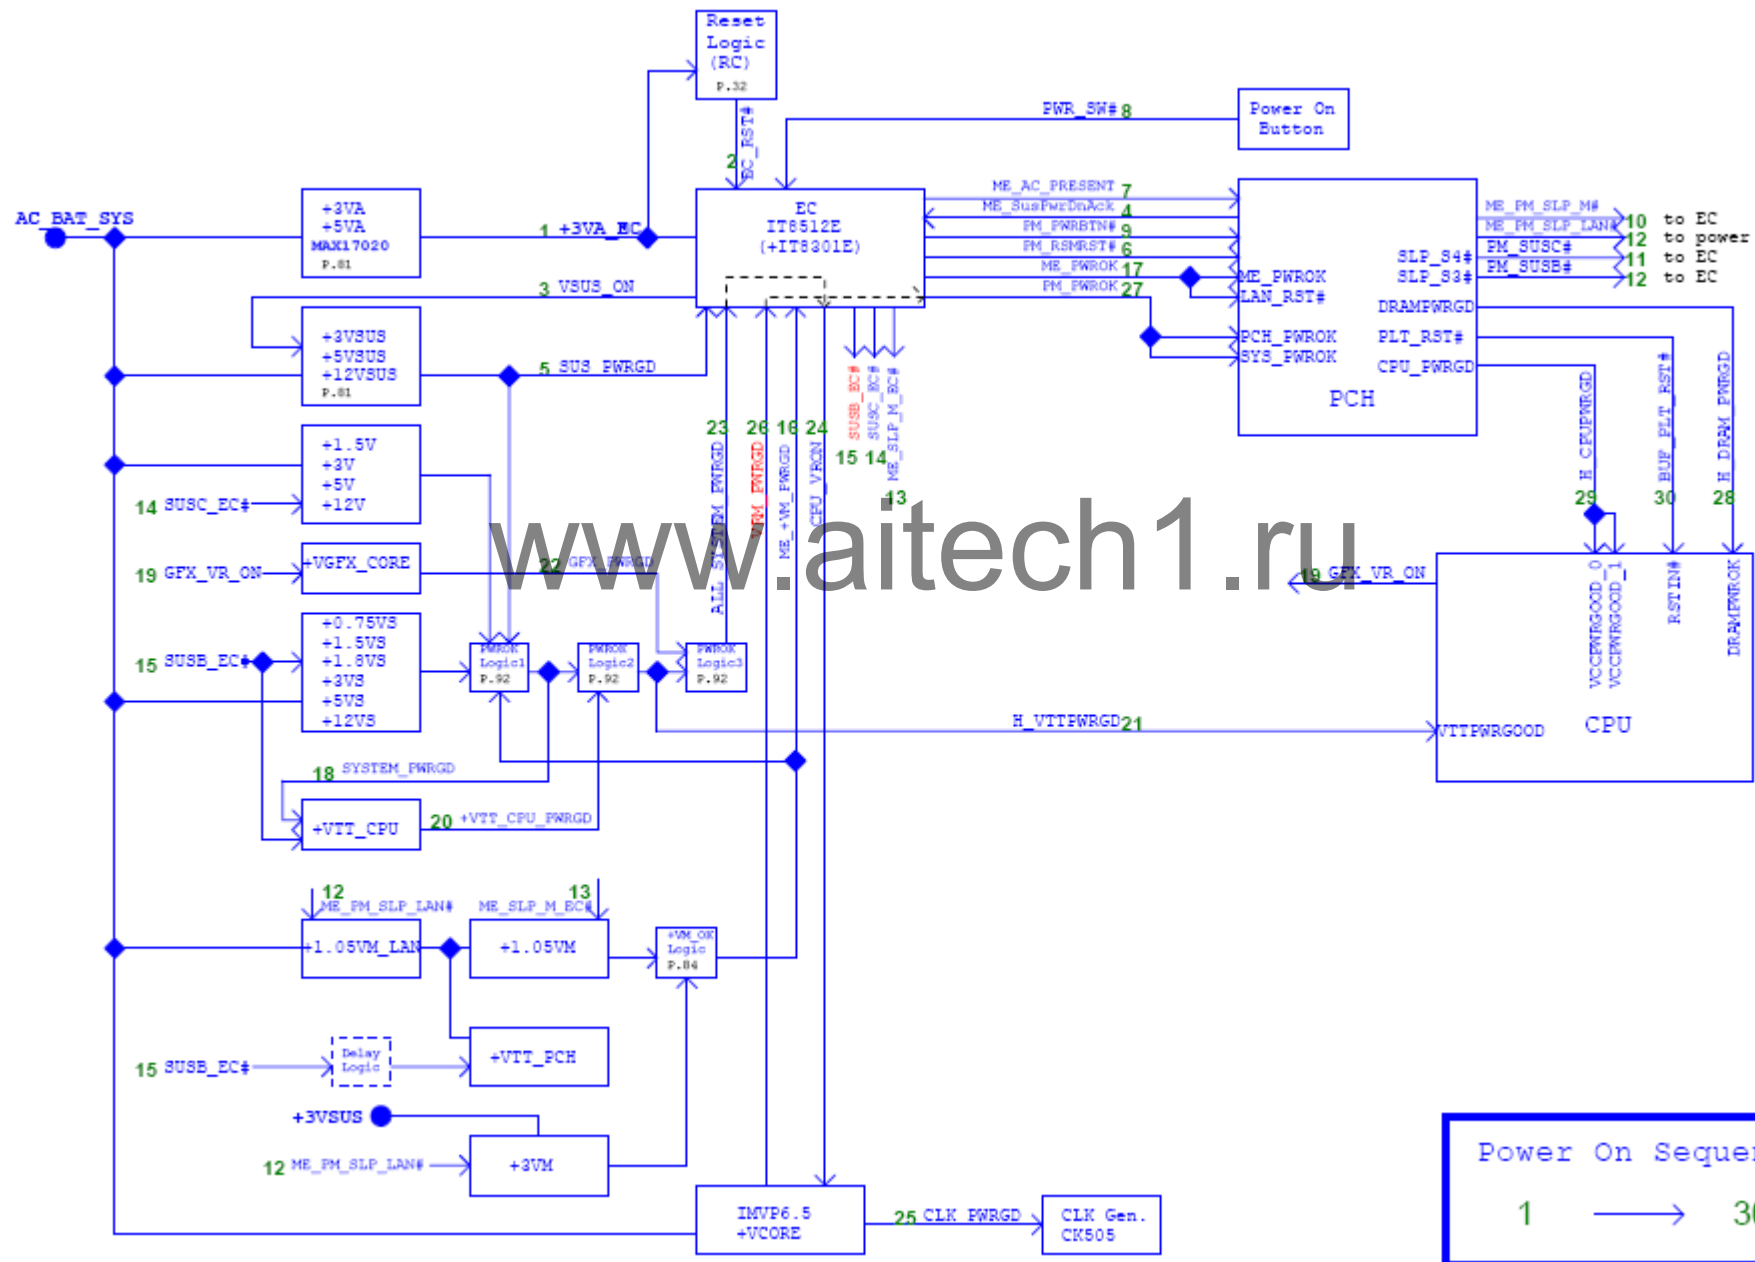 Reset
Logic
(RC)
P.32
EC_RST#
2
PWR_SW# 8
Power On
Button
AC_BAT_SYS
+3VA
+5VA
MAX17020
P.81
1 +3VA_EC
EC
IT8512E
(+IT8301E)
ME_AC_PRESENT 7
ME_SusPwrDnAck 4
PM_PWRBTN# 9
PM_RSMRST# 6
ME_PWROK 17
PM_PWROK 27
ME_PWROK
LAN_RST#
PCH_PWROK
SYS_PWROK
SLP_S4#
SLP_S3#
DRAMPWRGD
PLT_RST#
CPU_PWRGD
PCH
ME_PM_SLP_M# 10 to EC
ME_PM_SLP_LAN# 12 to power
PM_SUSC# 11 to EC
PM_SUSB# 12 to EC
3 VSUS_ON
+3VSUS
+5VSUS
+12VSUS
P.81
5 SUS_PWRGD
23 ALL_SYSTEM_PWRGD
26 VRM_PWRGD
16 ME_+VM_PWRGD
24 CPU_VRON
SUSB_EC# 15
SUSC_EC# 14
ME_SLP_M_EC# 13
H_CPUPWRGD 29
BUF_PLT_RST# 30
H_DRAM_PWRGD 28
+1.5V
+3V
+5V
+12V
14 SUSC_EC#
www.aitech1.ru
19 GFX_VR_ON
+VGFX_CORE
22 GFX_PWRGD
19 GFX_VR_ON
VCCPWRGOOD_0
VCCPWRGOOD_1
RSTIN#
DRAMPWROK
CPU
VTTPWRGOOD
15 SUSB_EC#
+0.75VS
+1.5VS
+1.8VS
+3VS
+5VS
+12VS
PWROK
Logic1
P.92
PWROK
Logic2
P.92
PWROK
Logic3
P.92
H_VTTPWRGD 21
18 SYSTEM_PWRGD
+VTT_CPU
20 +VTT_CPU_PWRGD
12
ME_PM_SLP_LAN#
13
ME_SLP_M_EC#
+1.05VM_LAN
+1.05VM
+VM_OK
Logic
P.84
15 SUSB_EC#
Delay
Logic
+VTT_PCH
+3VSUS
12 ME_PM_SLP_LAN#
+3VM
IMVP6.5
+VCORE
25 CLK_PWRGD
CLK Gen.
CK505
Power On Sequen
1 30